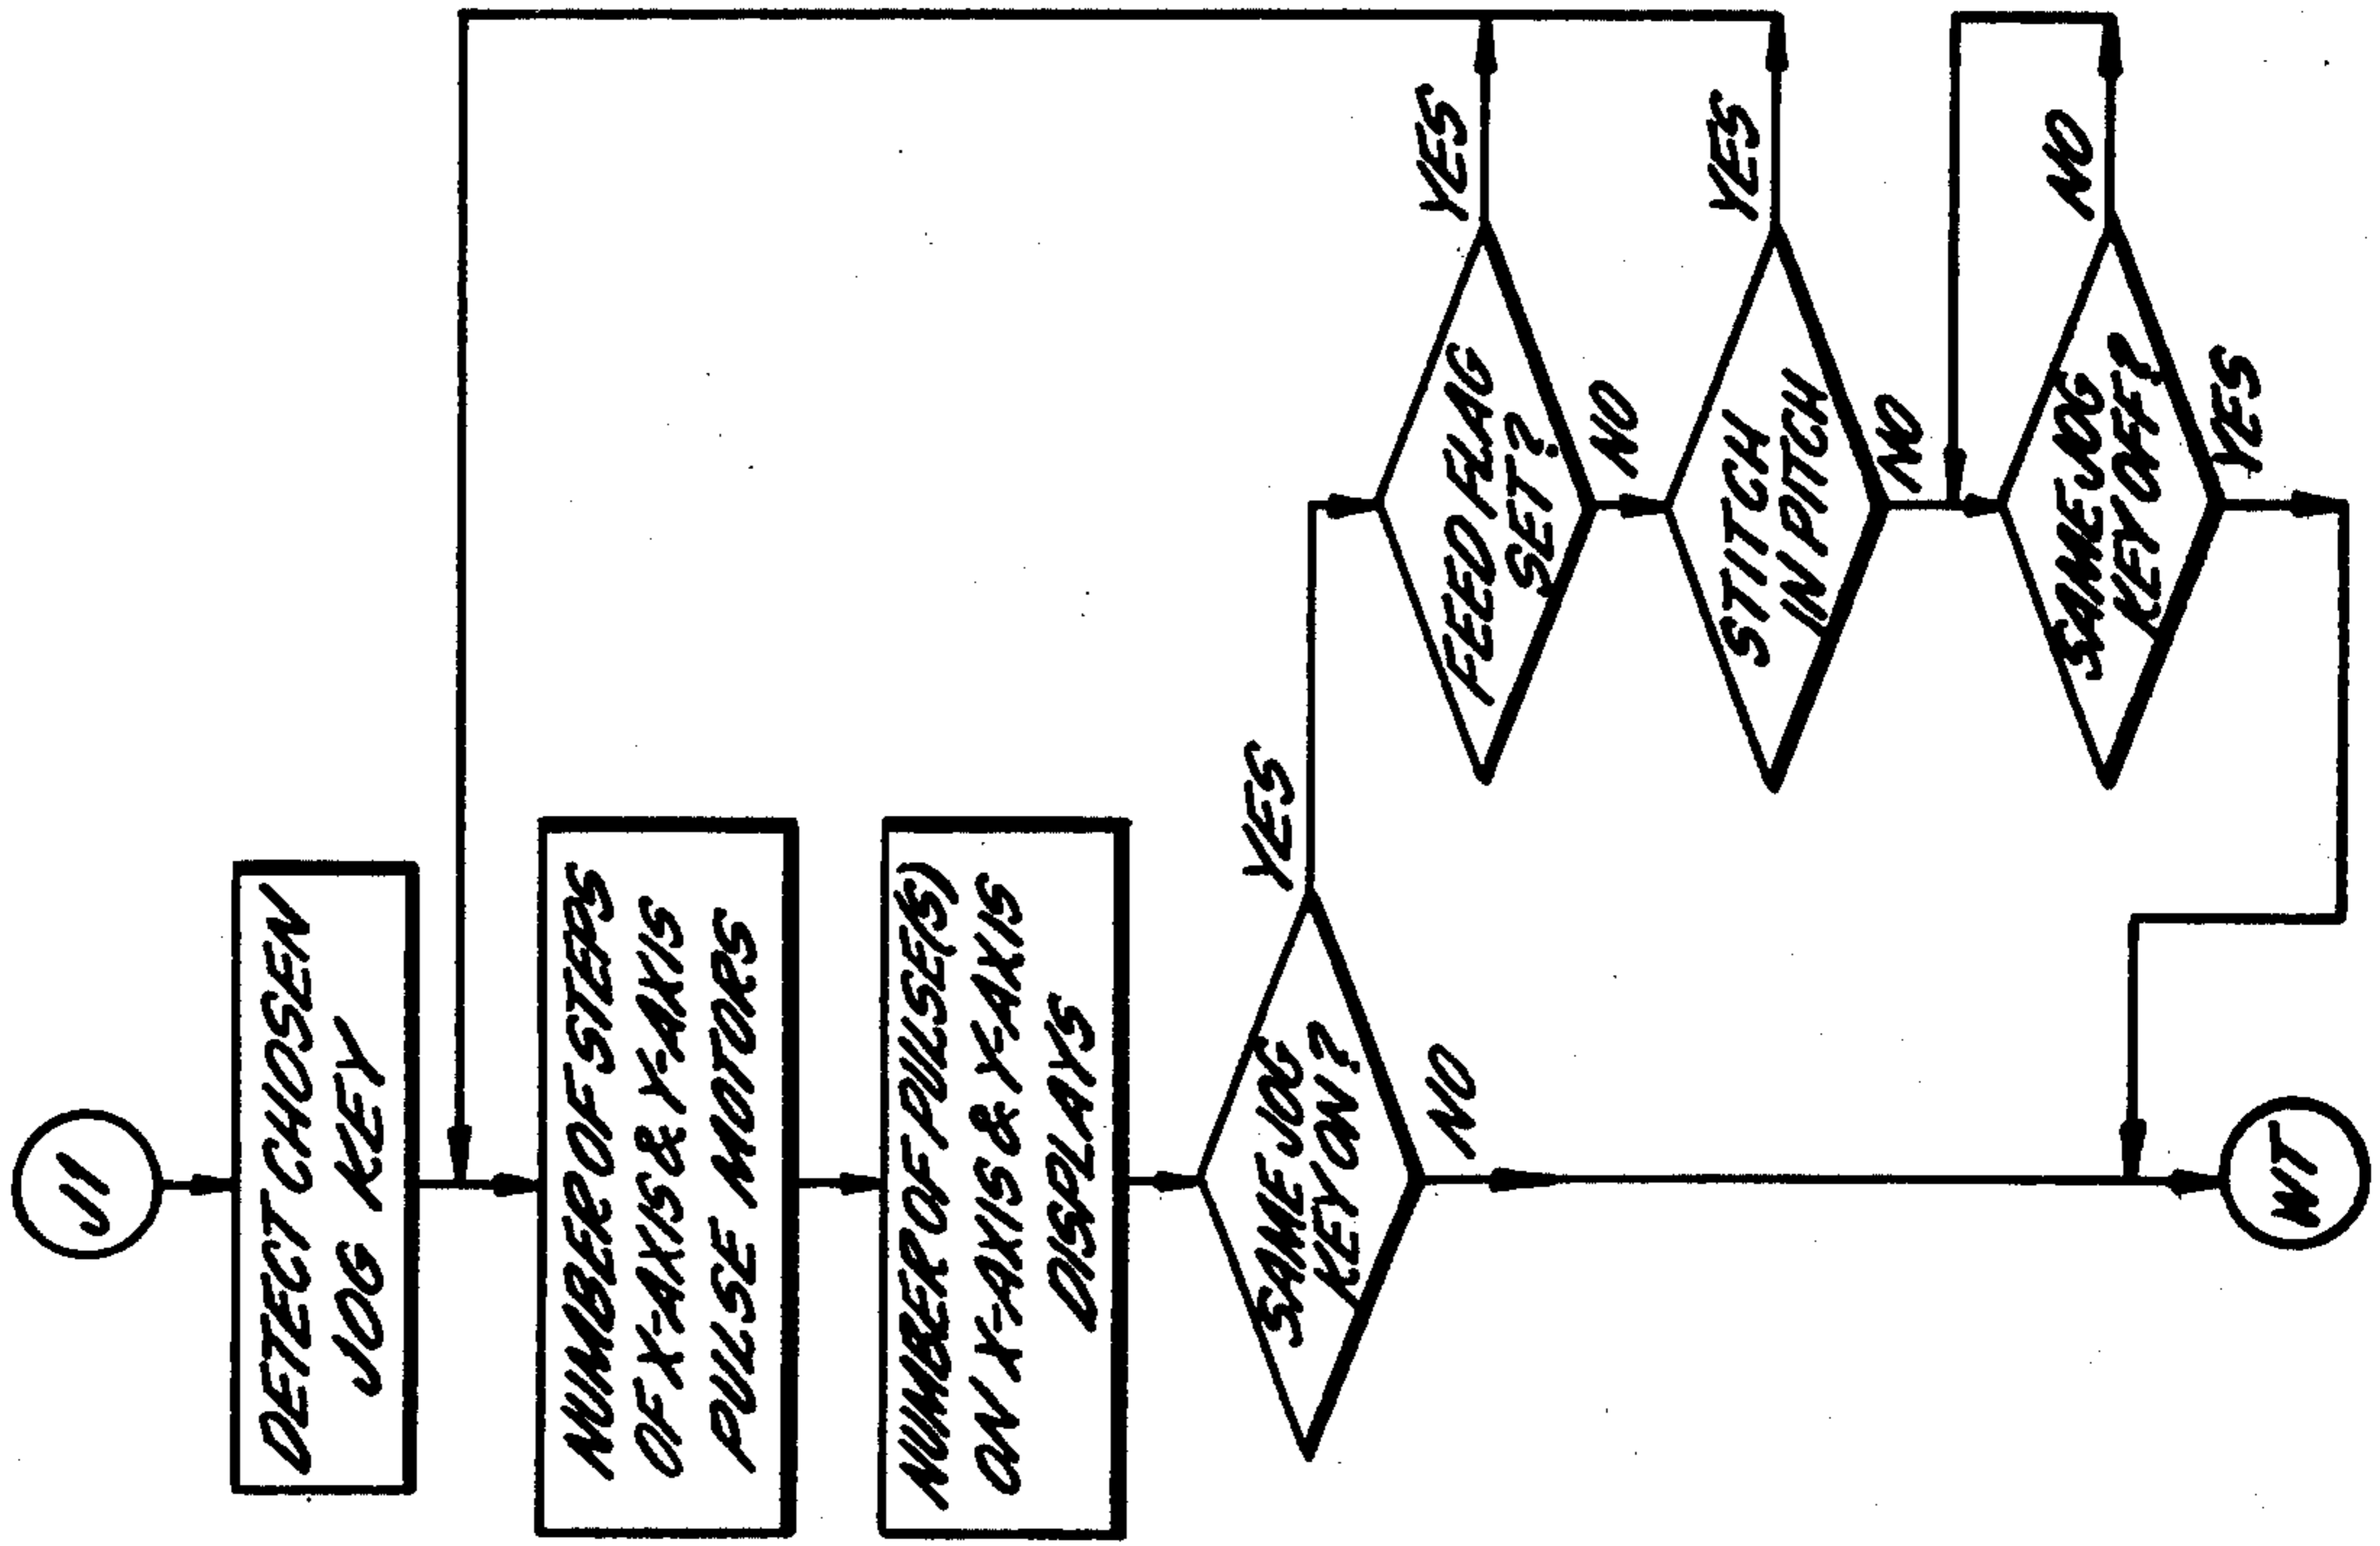 J1
DETECT CHOSEN
JOG KEY
NUMBER OF STEPS
OF X-AXIS & Y-AXIS
PULSE MOTORS
NUMBER OF PULSE(S)
ON X-AXIS & Y-AXIS
DISPLAYS
SAME JOG
KEY ON?
YES
NO
FEED FLAG
SET?
YES
NO
STITCH
IN PITCH
YES
NO
SAME JOG
KEY OFF?
NO
YES
WT